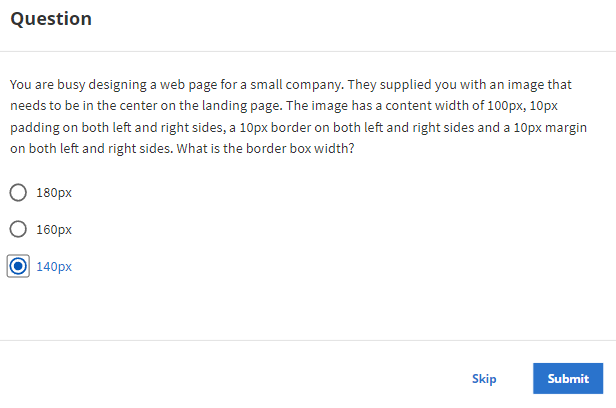 Question
You are busy designing a web page for a small company. They supplied you with an image that
needs to be in the center on the landing page. The image has a content width of 100px, 10px
padding on both left and right sides, a 10px border on both left and right sides and a 10px margin
on both left and right sides. What is the border box width?
180px
160px
140px
Skip
Submit